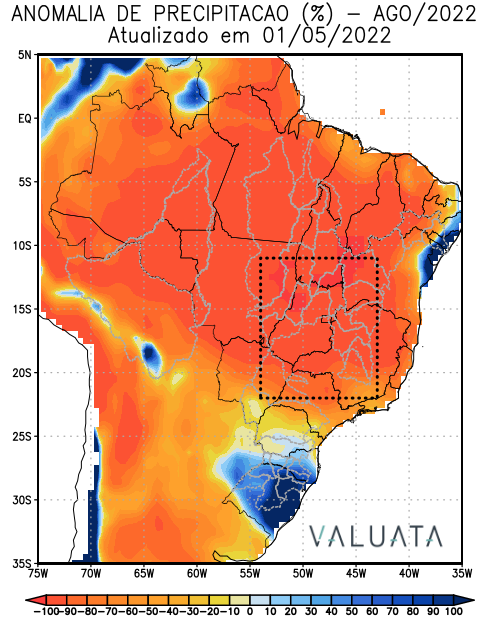 ANOMALIA DE PRECIPITACAO (%) – AGO/2022
Atualizado em 01/05/2022
5N
EQ
5S
10S
15S
20S
25S
30S
35S
VALUATA
75W 70W 65W 60W 55W 50W 45W 40W 35W
−100−90−80−70−60−50−40−30−20−10 0 10 20 30 40 50 60 70 80 90 100